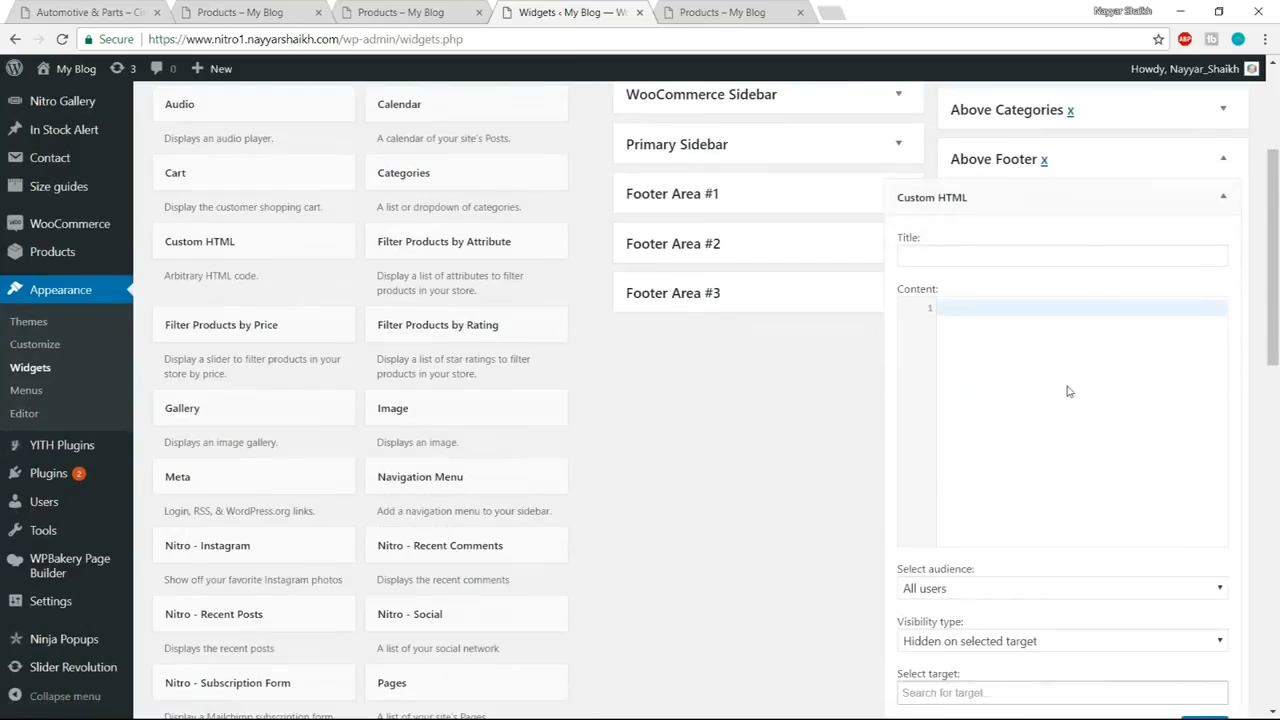 Automotive & Parts – Cit
Products – My Blog
Products – My Blog
Widgets ‹ My Blog — Wo
Products – My Blog
Nayyar Shaikh
Secure
https://www.nitro1.nayyarshaikh.com/wp-admin/widgets.php
ABP
My Blog
3
0
New
Howdy, Nayyar_Shaikh
Nitro Gallery
In Stock Alert
Contact
Size guides
WooCommerce
Products
Appearance
Themes
Customize
Widgets
Menus
Editor
YITH Plugins
Plugins 2
Users
Tools
WPBakery Page
Builder
Settings
Ninja Popups
Slider Revolution
Collapse menu
Audio
Calendar
Displays an audio player.
A calendar of your site's Posts.
Cart
Categories
Display the customer shopping cart.
A list or dropdown of categories.
Custom HTML
Filter Products by Attribute
Arbitrary HTML code.
Display a list of attributes to filter
products in your store.
Filter Products by Price
Filter Products by Rating
Display a slider to filter products in your
store by price.
Display a list of star ratings to filter
products in your store.
Gallery
Image
Displays an image gallery.
Displays an image.
Meta
Navigation Menu
Login, RSS, & WordPress.org links.
Add a navigation menu to your sidebar.
Nitro - Instagram
Nitro - Recent Comments
Show off your favorite Instagram photos
Displays the recent comments
Nitro - Recent Posts
Nitro - Social
Displays the recent posts
A list of your social network
Nitro - Subscription Form
Pages
Display a Mailchimp subscription form
A list of your site's Pages.
WooCommerce Sidebar
Primary Sidebar
Footer Area #1
Footer Area #2
Footer Area #3
Above Categories x
Above Footer x
Custom HTML
Title:
Content:
1
Select audience:
All users
Visibility type:
Hidden on selected target
Select target:
Search for target...